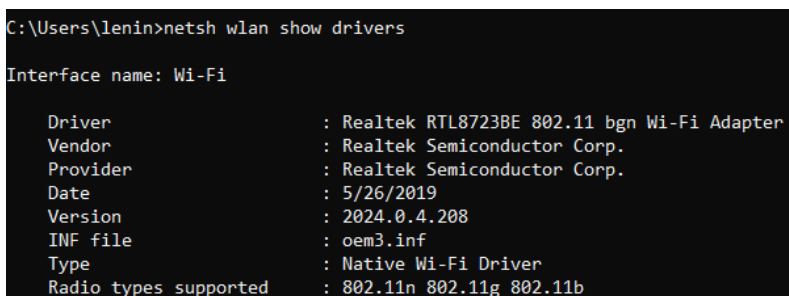 C:\Users\lenin>netsh wlan show drivers
Interface name: Wi-Fi
Driver : Realtek RTL8723BE 802.11 bgn Wi-Fi Adapter
Vendor : Realtek Semiconductor Corp.
Provider : Realtek Semiconductor Corp.
Date : 5/26/2019
Version : 2024.0.4.208
INF file : oem3.inf
Type : Native Wi-Fi Driver
Radio types supported : 802.11n 802.11g 802.11b